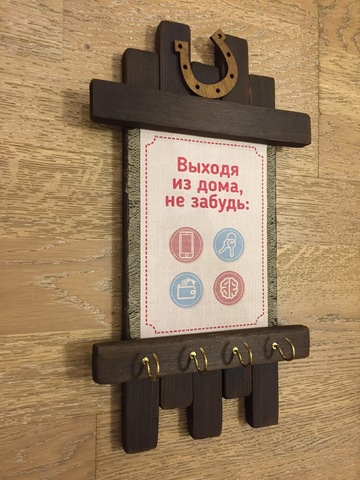 Выходя
из дома,
не забудь: